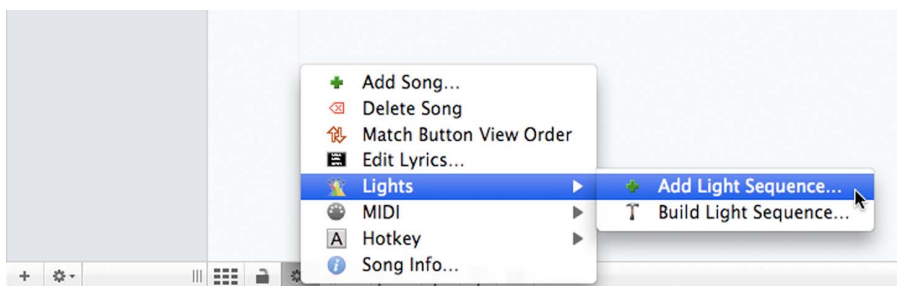 Add Song...
Delete Song
Match Button View Order
Edit Lyrics...
Lights
Add Light Sequence...
MIDI
Build Light Sequence...
A Hotkey
Song Info...